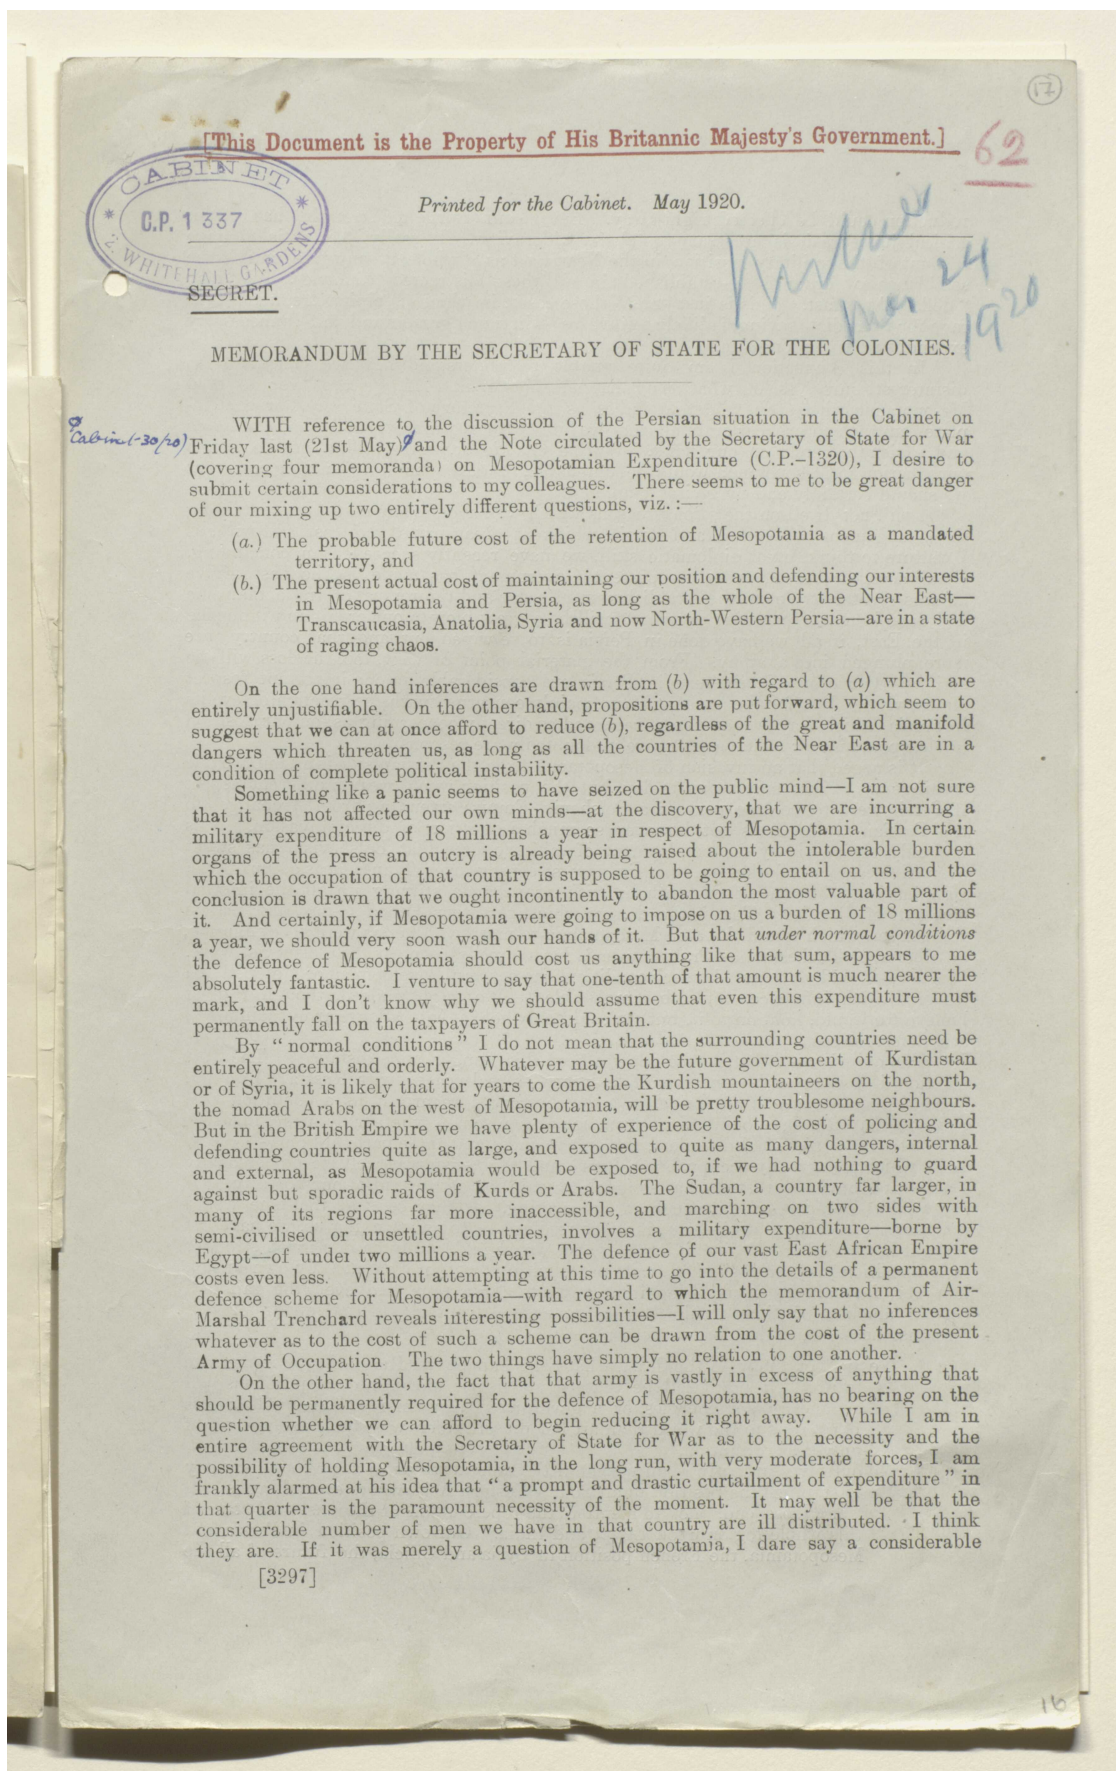 17
[This Document is the Property of His Britannic Majesty's Government.]
62
CABINET
C.P. 1337
2. WHITEHALL GARDENS
Printed for the Cabinet. May 1920.
24
1920
SECRET.
MEMORANDUM BY THE SECRETARY OF STATE FOR THE COLONIES.
Cabinet-30/20)
WITH reference to the discussion of the Persian situation in the Cabinet on
Friday last (21st May) and the Note circulated by the Secretary of State for War
(covering four memoranda) on Mesopotamian Expenditure (C.P.-1320), I desire to
submit certain considerations to my colleagues. There seems to me to be great danger
of our mixing up two entirely different questions, viz. :—
(a.) The probable future cost of the retention of Mesopotamia as a mandated
territory, and
(b.) The present actual cost of maintaining our position and defending our interests
in Mesopotamia and Persia, as long as the whole of the Near East—
Transcaucasia, Anatolia, Syria and now North-Western Persia—are in a state
of raging chaos.
On the one hand inferences are drawn from (b) with regard to (a) which are
entirely unjustifiable. On the other hand, propositions are put forward, which seem to
suggest that we can at once afford to reduce (b), regardless of the great and manifold
dangers which threaten us, as long as all the countries of the Near East are in a
condition of complete political instability.
Something like a panic seems to have seized on the public mind—I am not sure
that it has not affected our own minds—at the discovery, that we are incurring a
military expenditure of 18 millions a year in respect of Mesopotamia. In certain
organs of the press an outcry is already being raised about the intolerable burden
which the occupation of that country is supposed to be going to entail on us, and the
conclusion is drawn that we ought incontinently to abandon the most valuable part of
it. And certainly, if Mesopotamia were going to impose on us a burden of 18 millions
a year, we should very soon wash our hands of it. But that under normal conditions
the defence of Mesopotamia should cost us anything like that sum, appears to me
absolutely fantastic. I venture to say that one-tenth of that amount is much nearer the
mark, and I don't know why we should assume that even this expenditure must
permanently fall on the taxpayers of Great Britain.
By “normal conditions” I do not mean that the surrounding countries need be
entirely peaceful and orderly. Whatever may be the future government of Kurdistan
or of Syria, it is likely that for years to come the Kurdish mountaineers on the north,
the nomad Arabs on the west of Mesopotamia, will be pretty troublesome neighbours.
But in the British Empire we have plenty of experience of the cost of policing and
defending countries quite as large, and exposed to quite as many dangers, internal
and external, as Mesopotamia would be exposed to, if we had nothing to guard
against but sporadic raids of Kurds or Arabs. The Sudan, a country far larger, in
many of its regions far more inaccessible, and marching on two sides with
semi-civilised or unsettled countries, involves a military expenditure—borne by
Egypt—of under two millions a year. The defence of our vast East African Empire
costs even less. Without attempting at this time to go into the details of a permanent
defence scheme for Mesopotamia—with regard to which the memorandum of Air-
Marshal Trenchard reveals interesting possibilities—I will only say that no inferences
whatever as to the cost of such a scheme can be drawn from the cost of the present
Army of Occupation The two things have simply no relation to one another.
On the other hand, the fact that that army is vastly in excess of anything that
should be permanently required for the defence of Mesopotamia, has no bearing on the
question whether we can afford to begin reducing it right away. While I am in
entire agreement with the Secretary of State for War as to the necessity and the
possibility of holding Mesopotamia, in the long run, with very moderate forces, I am
frankly alarmed at his idea that “a prompt and drastic curtailment of expenditure” in
that quarter is the paramount necessity of the moment. It may well be that the
considerable number of men we have in that country are ill distributed. I think
they are. If it was merely a question of Mesopotamia, I dare say a considerable
[3297]
16